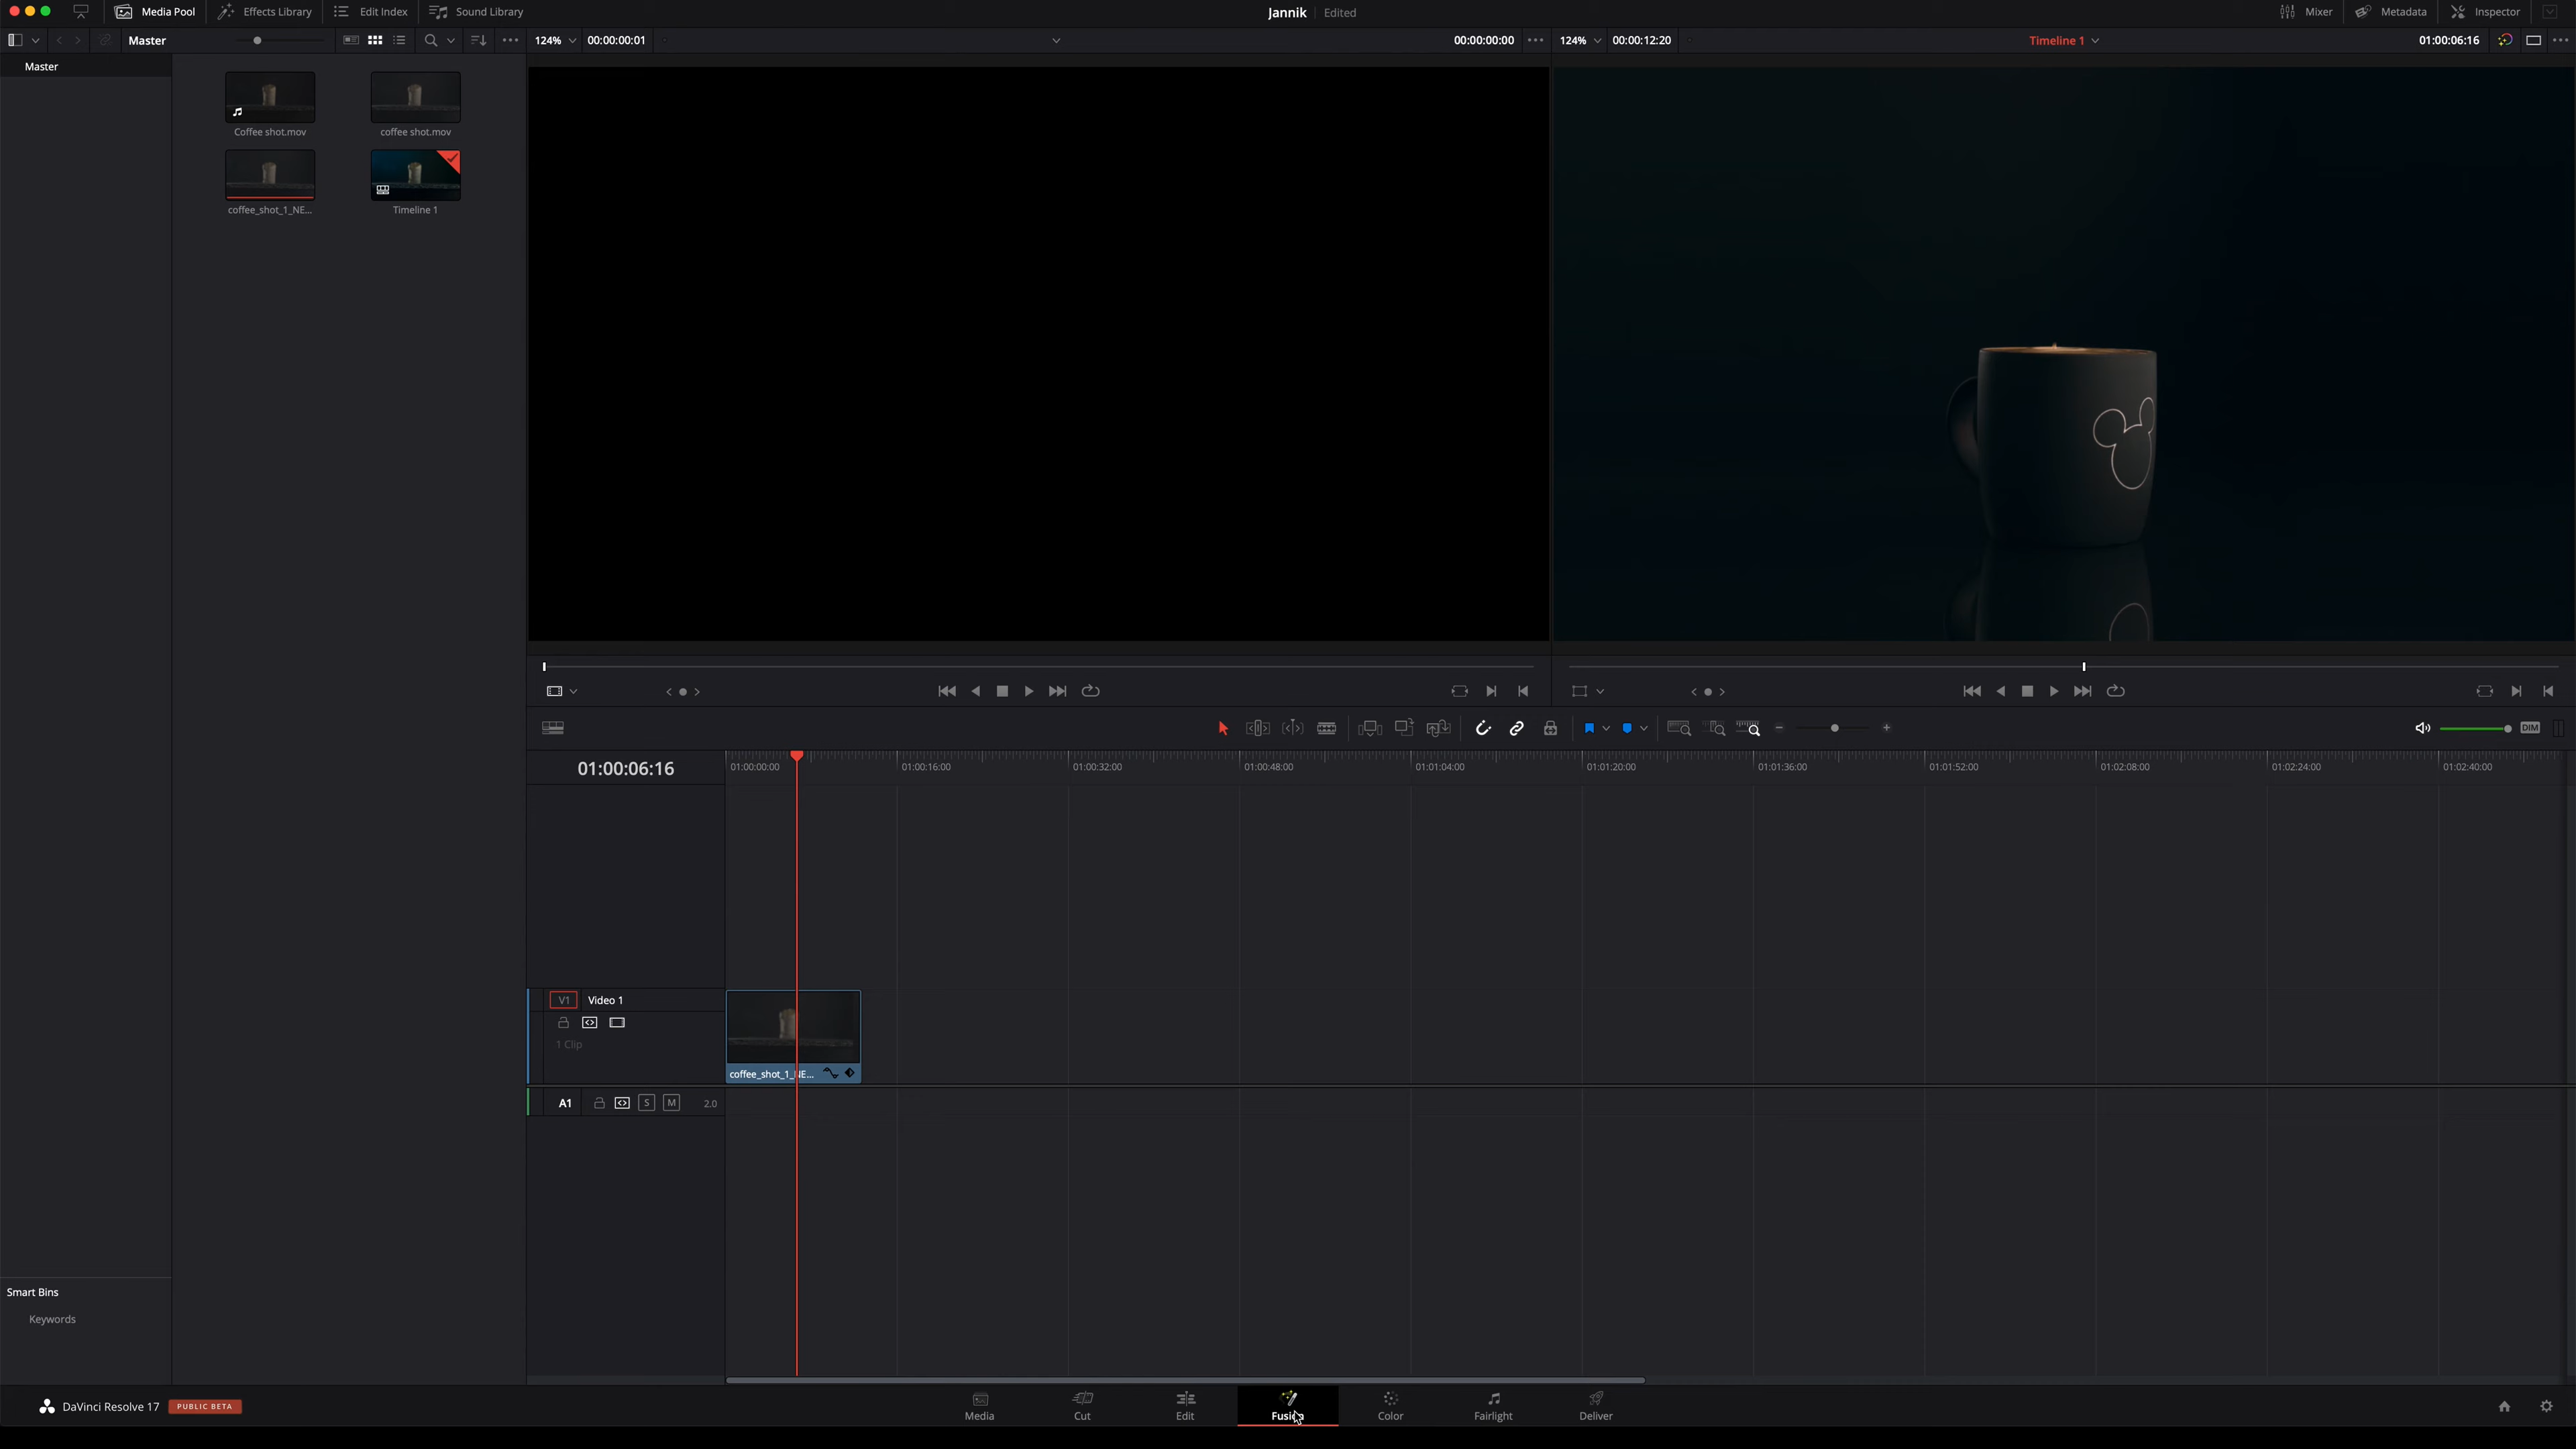 Media Pool Effects Library Edit Index Sound Library Jannik Edited Mixer Metadata Inspector
Master 124% 00:00:00:01 00:00:00:00 124% 00:00:12:20 Timeline 1 01:00:06:16
Master
Coffee shot.mov coffee shot.mov
coffee_shot_1_NE... Timeline 1
DIM
01:00:06:16 01:00:00:00 01:00:16:00 01:00:32:00 01:00:48:00 01:01:04:00 01:01:20:00 01:01:36:00 01:01:52:00 01:02:08:00 01:02:24:00 01:02:40:00
V1 Video 1
1 Clip
coffee_shot_1_NE...
A1 S M 2.0
Smart Bins
Keywords
DaVinci Resolve 17 PUBLIC BETA Media Cut Edit Fusion Color Fairlight Deliver